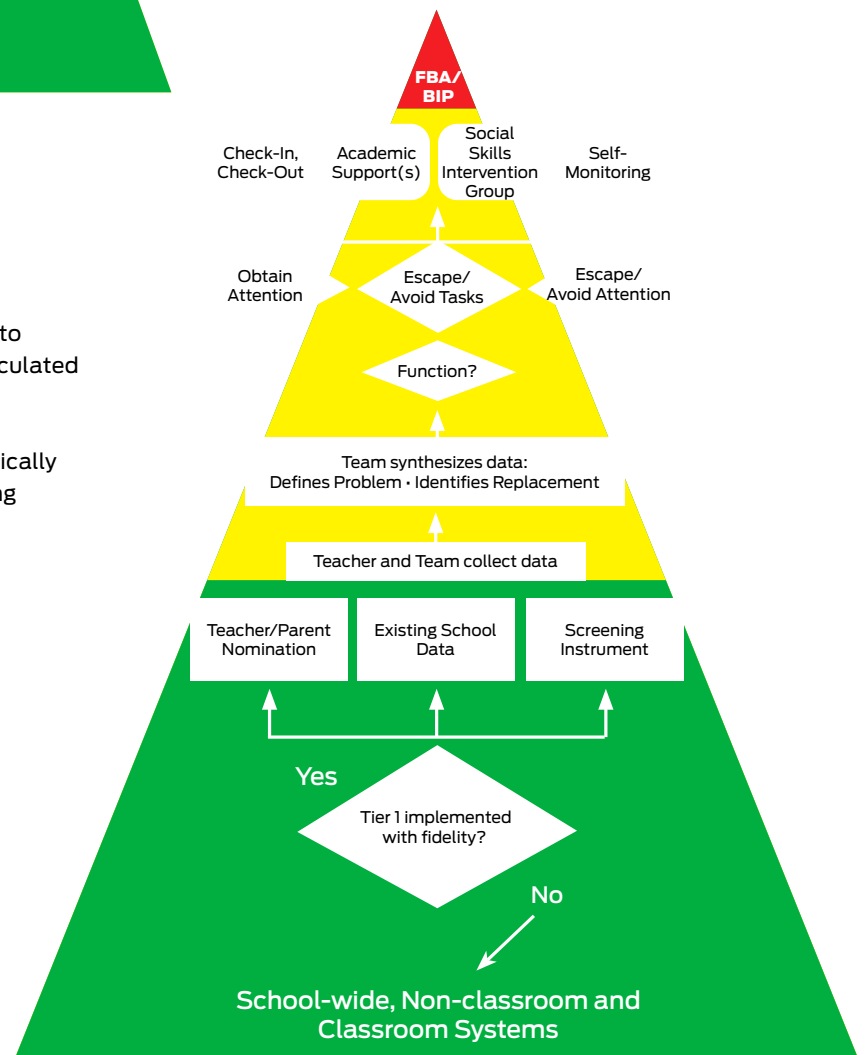 FBA/
BIP
Check-In,
Check-Out
Academic
Support(s)
Social
Skills
Intervention
Group
Self-
Monitoring
Obtain
Attention
Escape/
Avoid Tasks
Escape/
Avoid Attention
to
Function?
Team synthesizes data:
Defines Problem • Identifies Replacement
Teacher and Team collect data
Teacher/Parent
Nomination
Existing School
Data
Screening
Instrument
Yes
Tier 1 implemented
with fidelity?
No
School-wide, Non-classroom and
Classroom Systems